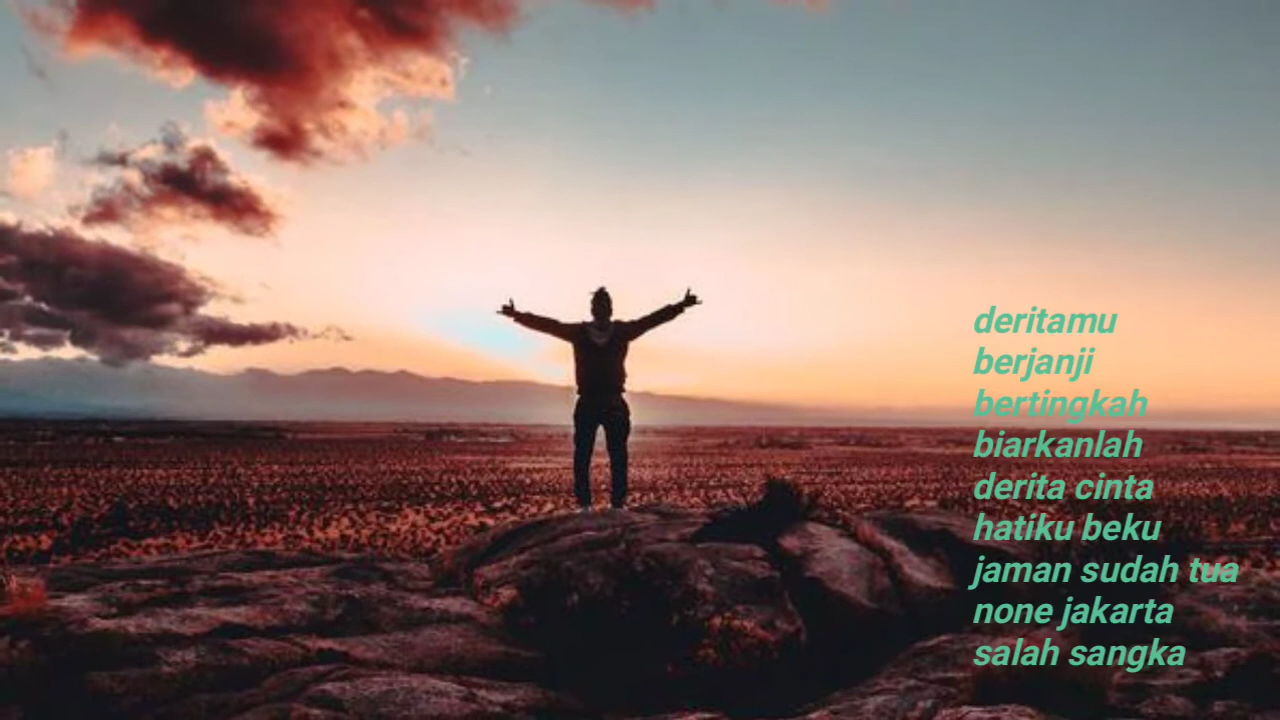 deritamu
berjanji
bertingkah
biarkanlah
derita cinta
hatiku beku
jaman sudah tua
none jakarta
salah sangka